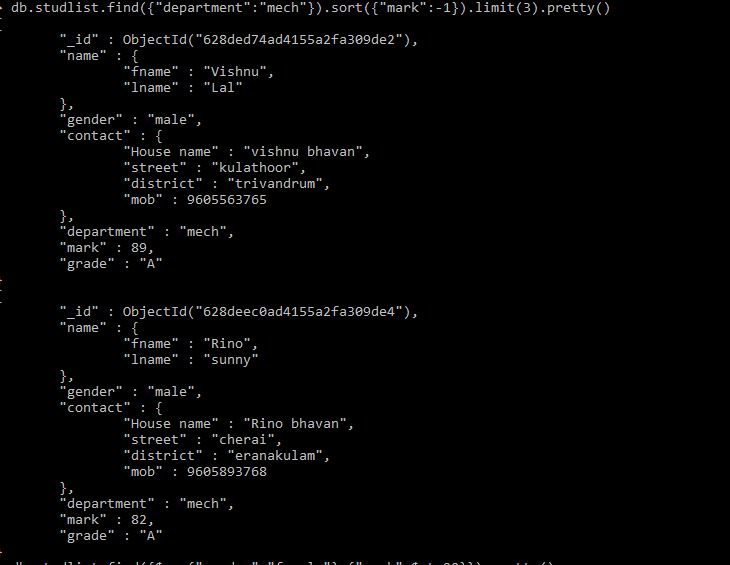 db.studlist.find({"department":"mech"}).sort({"mark":-1}).limit(3).pretty()
"_id" : ObjectId("628ded74ad4155a2fa309de2"),
"name" : {
"fname" : "Vishnu",
"lname" : "Lal"
},
"gender" : "male",
"contact" : {
"House name" : "vishnu bhavan",
"street" : "kulathoor",
"district" : "trivandrum",
"mob" : 9605563765
},
"department" : "mech",
"mark" : 89,
"grade" : "A"
"_id" : ObjectId("628deec0ad4155a2fa309de4"),
"name" : {
"fname" : "Rino",
"lname" : "sunny"
},
"gender" : "male",
"contact" : {
"House name" : "Rino bhavan",
"street" : "cherai",
"district" : "eranakulam",
"mob" : 9605893768
},
"department" : "mech",
"mark" : 82,
"grade" : "A"